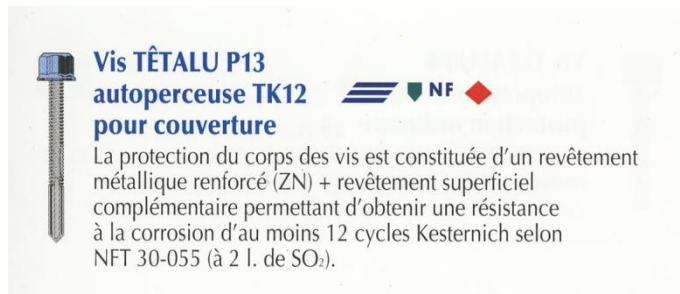 Vis TÊTALU P13
autoperceuse TK12
pour couverture
NF
La protection du corps des vis est constituée d'un revêtement
métallique renforcé (ZN) + revêtement superficiel
complémentaire permettant d'obtenir une résistance
à la corrosion d'au moins 12 cycles Kesternich selon
NFT 30-055 (à 2 l. de SO₂).